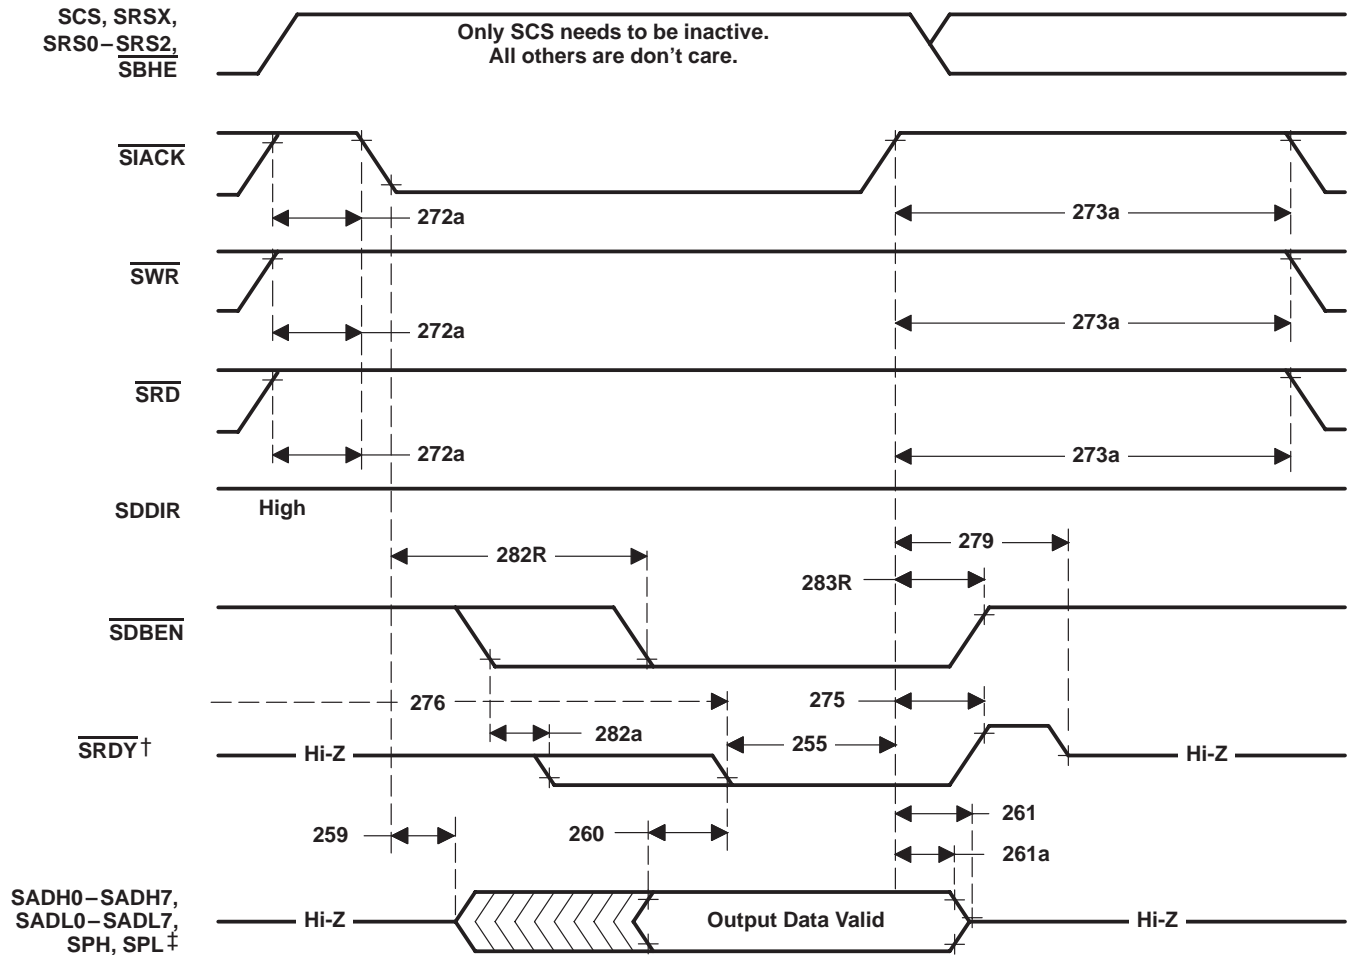 SCS, SRSX,
SRS0–SRS2,
SBHE
Only SCS needs to be inactive.
All others are don't care.
SIACK
272a
273a
SWR
272a
273a
SRD
272a
273a
SDDIR
High
282R
279
283R
SDBEN
276
275
282a
255
SRDY†
Hi-Z
Hi-Z
259
260
261
261a
SADH0–SADH7,
SADL0–SADL7,
SPH, SPL‡
Hi-Z
Output Data Valid
Hi-Z